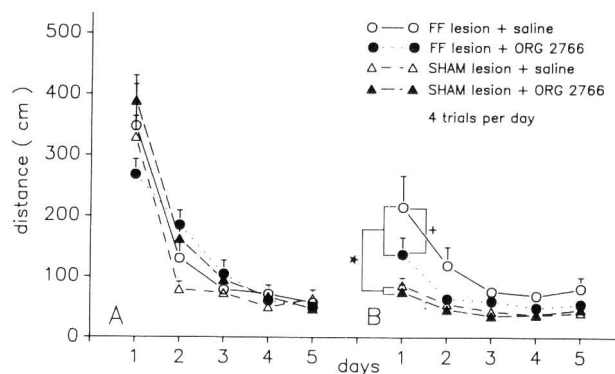 FF lesion + saline
FF lesion + ORG 2766
SHAM lesion + saline
SHAM lesion + ORG 2766
4 trials per day
distance ( cm )
500
400
300
200
100
0
+
★
A
B
1 2 3 4 5
1 2 3 4 5
days